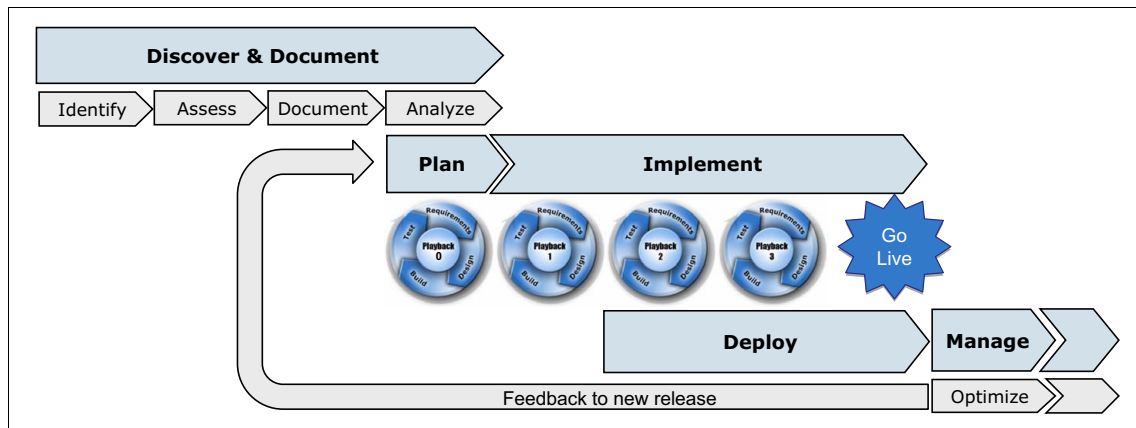 Discover & Document
Identify
Assess
Document
Analyze
Plan
Implement
Requirements
Test
Playback
0
Design
Build
Requirements
Test
Playback
1
Design
Build
Requirements
Test
Playback
2
Design
Build
Requirements
Test
Playback
3
Design
Build
Go
Live
Deploy
Manage
Feedback to new release
Optimize